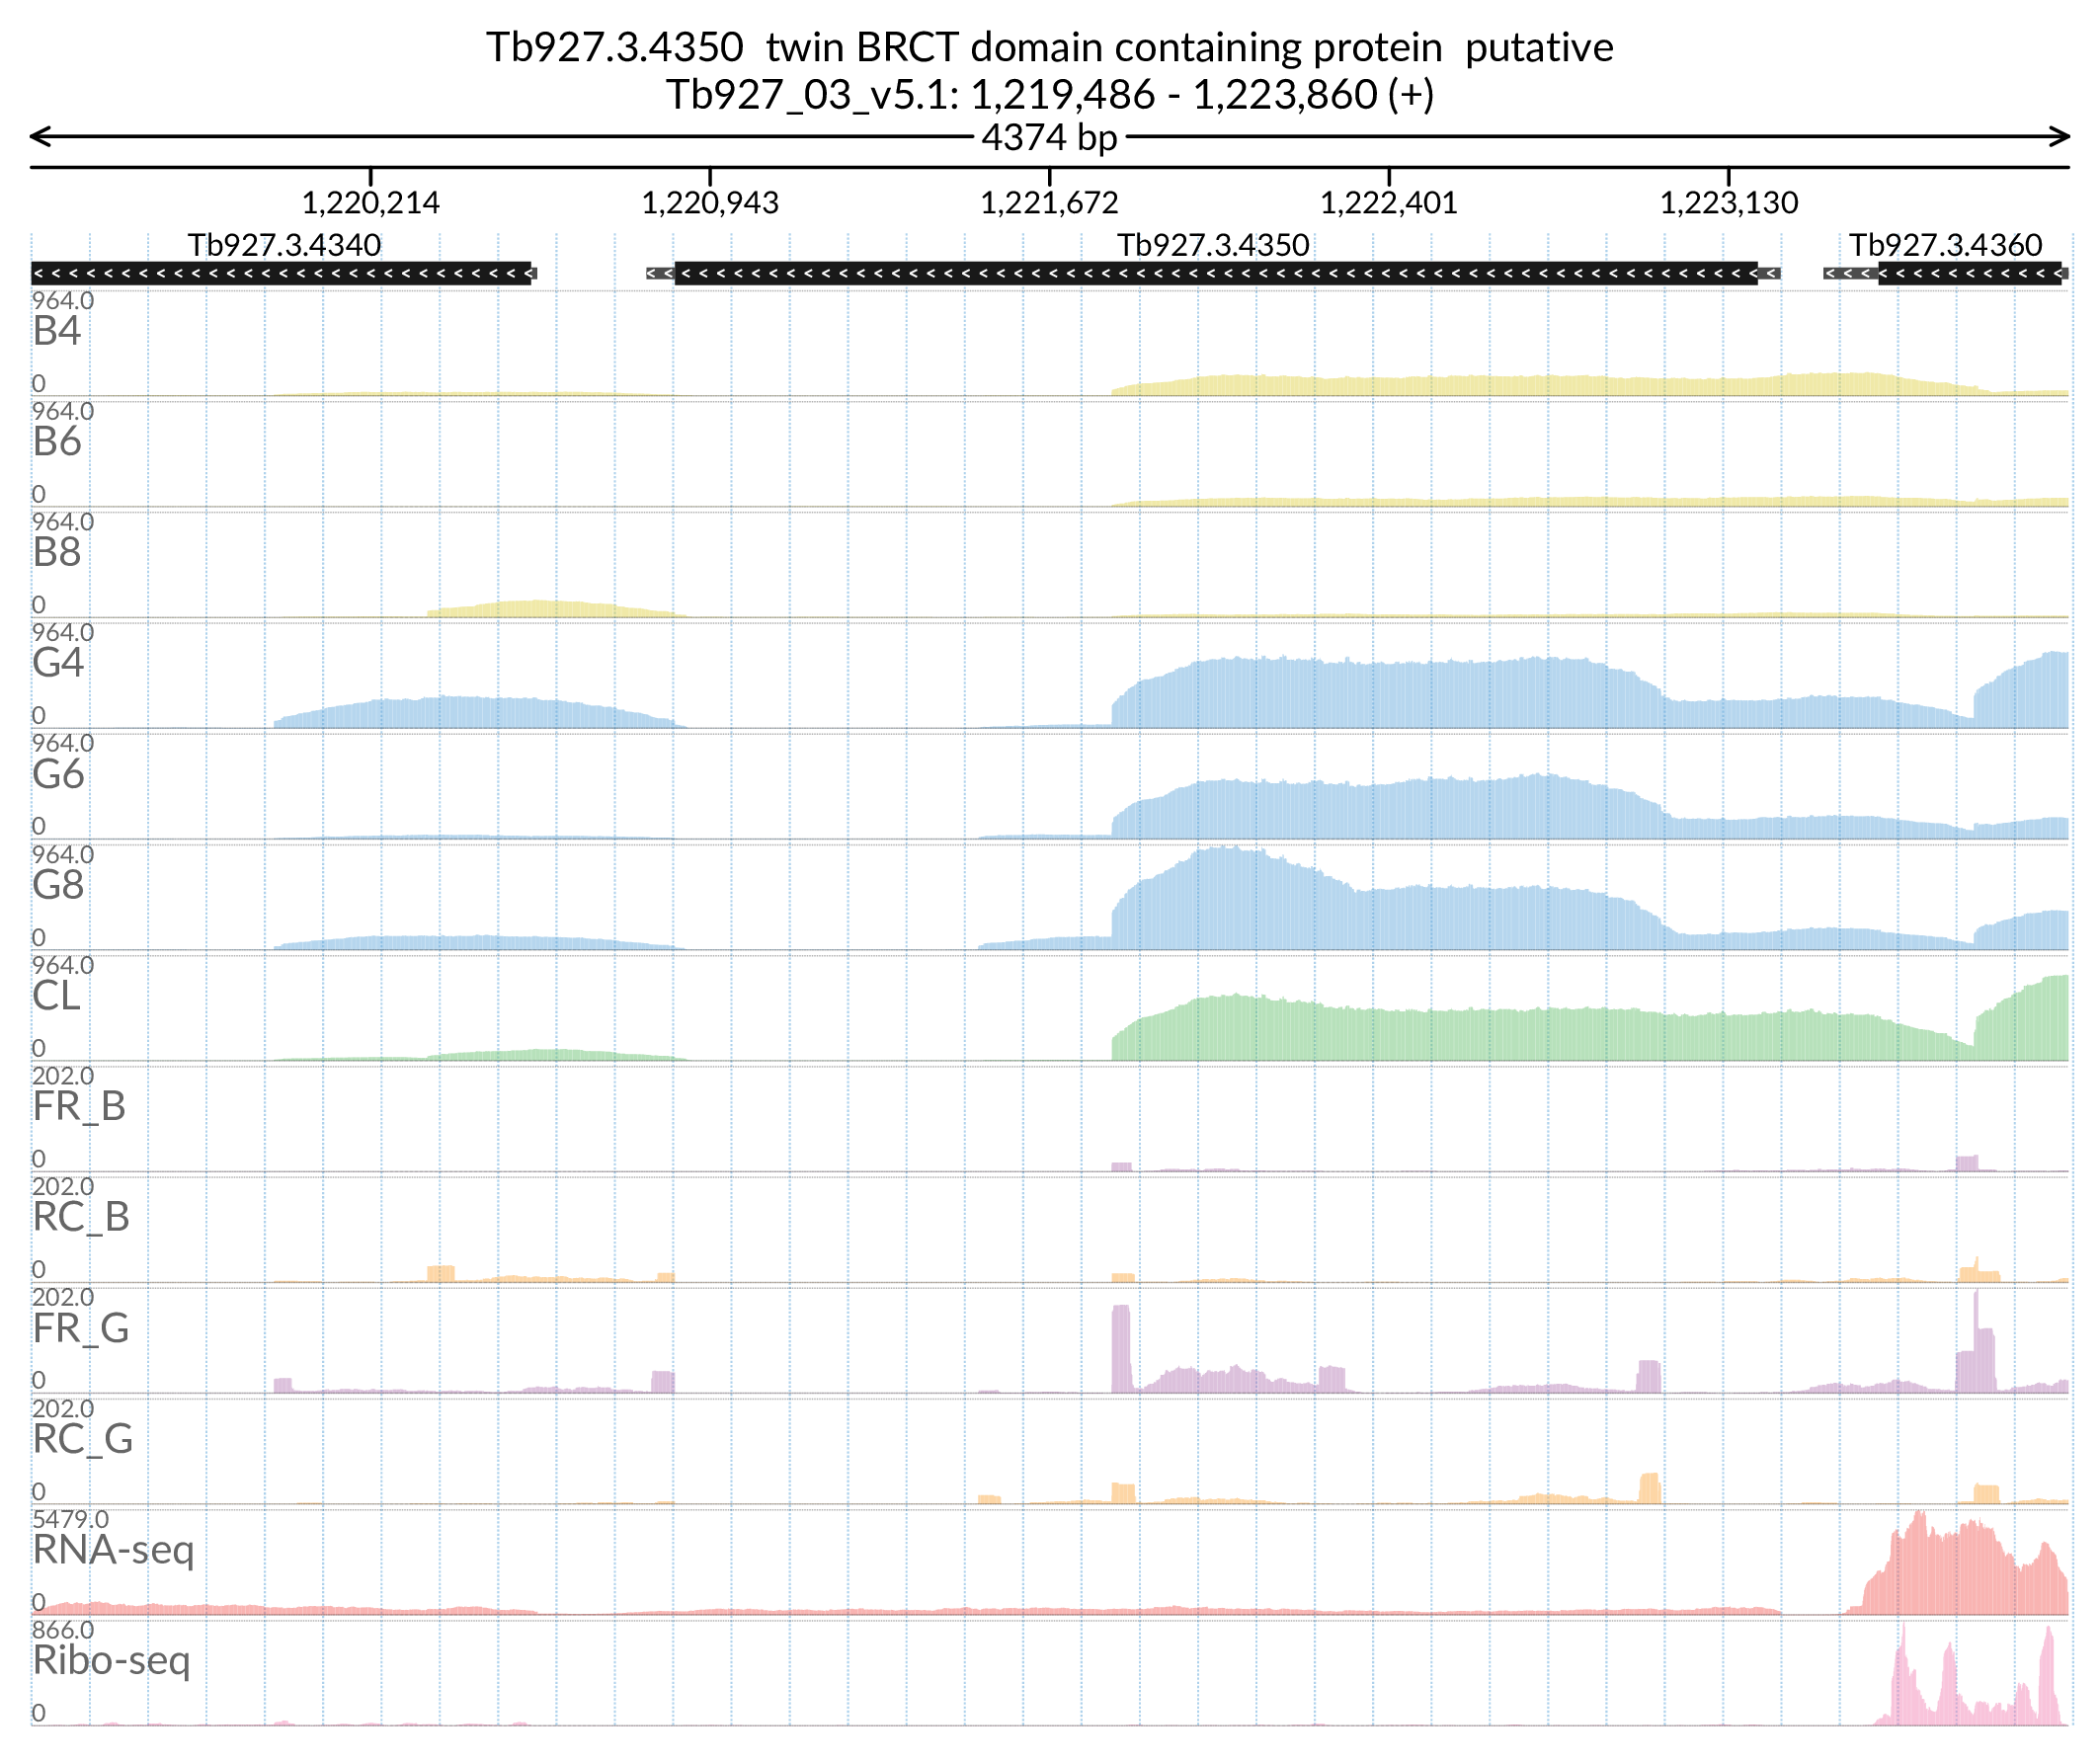 Tb927.3.4350  twin BRCT domain containing protein  putative
Tb927_03_v5.1: 1,219,486 - 1,223,860 (+)
4374 bp
1,220,214 1,220,943 1,221,672 1,222,401 1,223,130
Tb927.3.4340 Tb927.3.4350 Tb927.3.4360
964.0
B4
0
964.0
B6
0
964.0
B8
0
964.0
G4
0
964.0
G6
0
964.0
G8
0
964.0
CL
0
202.0
FR_B
0
202.0
RC_B
0
202.0
FR_G
0
202.0
RC_G
0
5479.0
RNA-seq
0
866.0
Ribo-seq
0